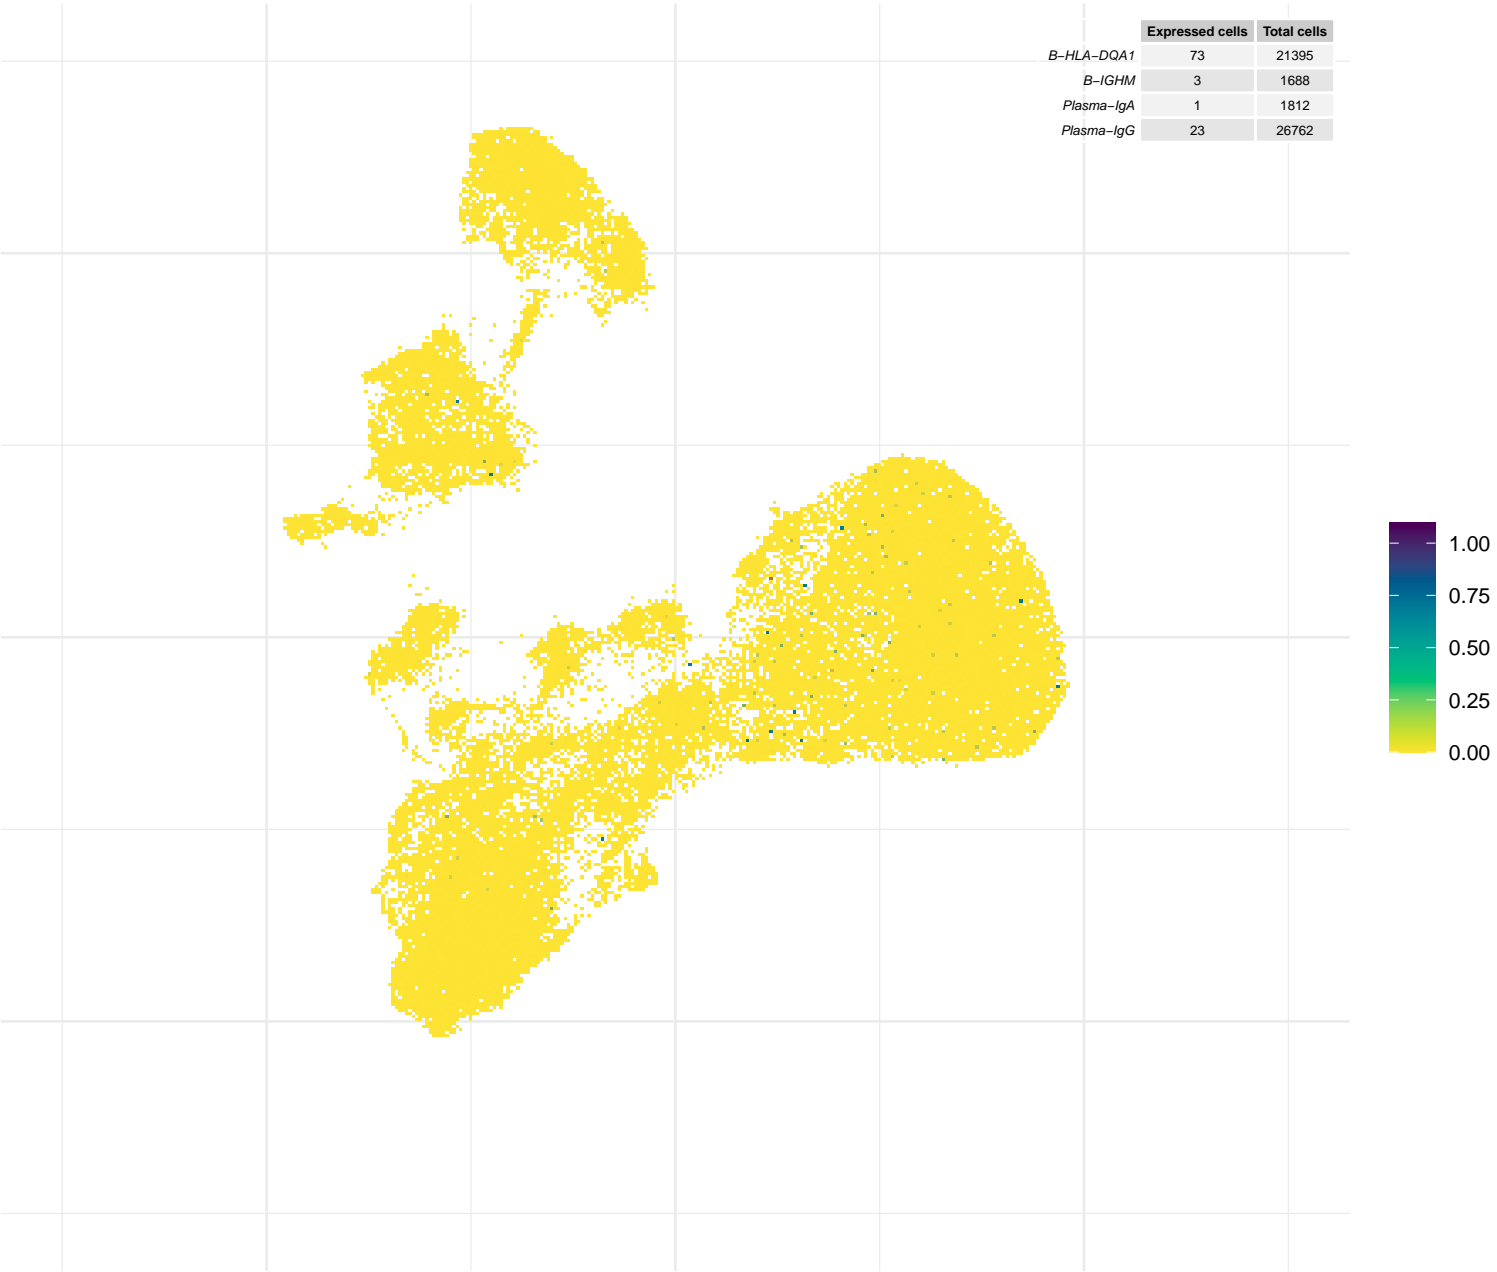 Expressed cells Total cells
B−HLA−DQA1 73 21395
B−IGHM 3 1688
Plasma−IgA 1 1812
Plasma−IgG 23 26762
1.00
0.75
0.50
0.25
0.00